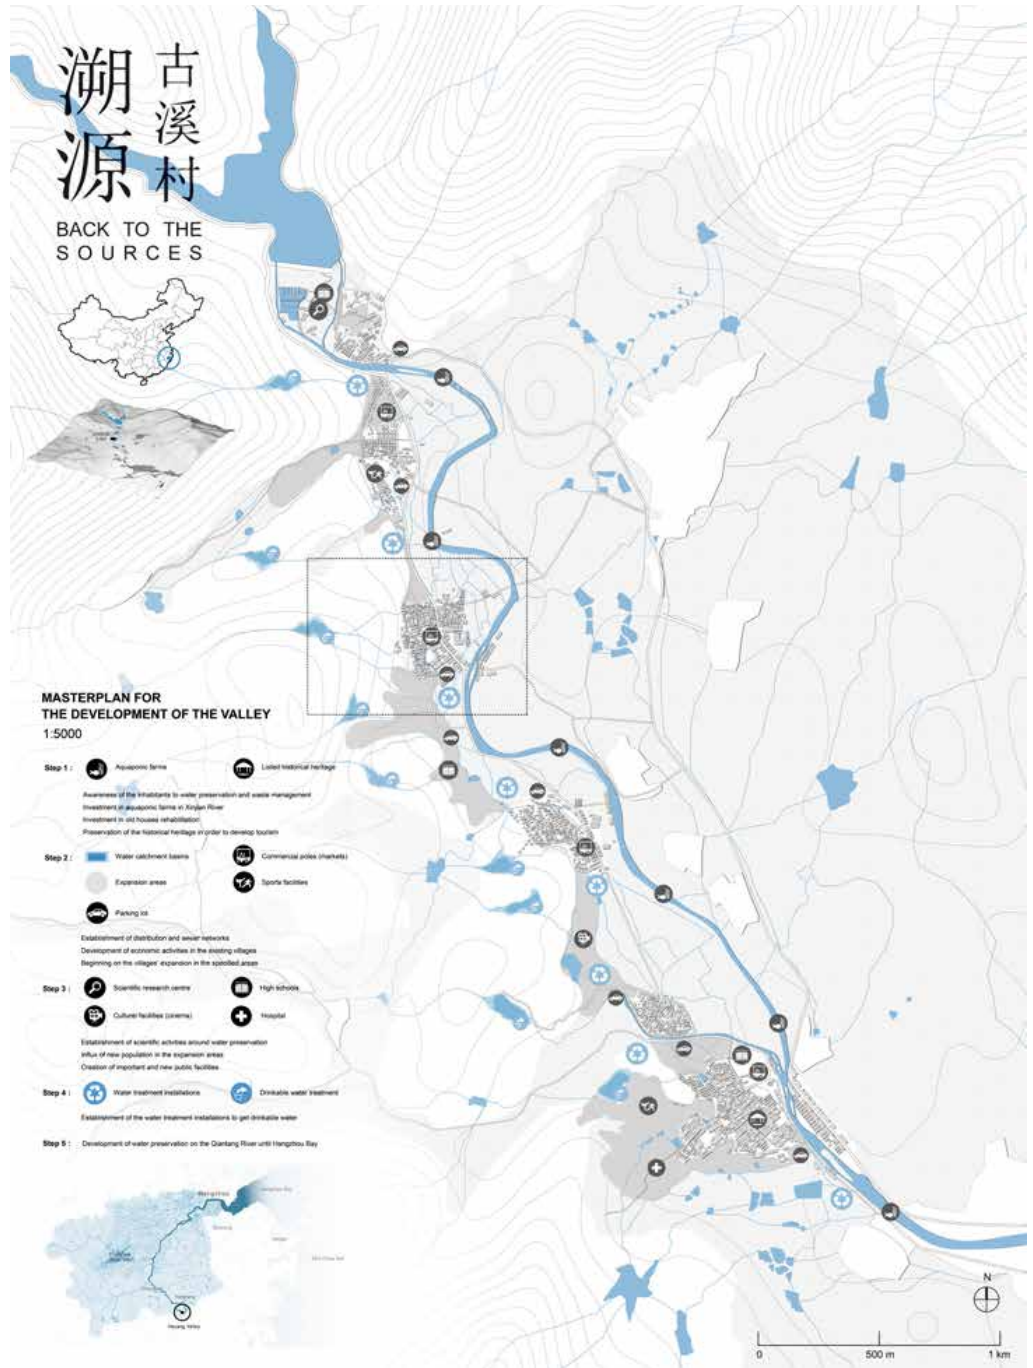 溯源
古溪村
BACK TO THE
SOURCES
MASTERPLAN FOR
THE DEVELOPMENT OF THE VALLEY
1:5000
Step 1 :
Aquaponic farms
Listed historical heritage
Awareness of the inhabitants to water preservation and waste management
Investment in aquaponic farms in Xinjian River
Investment in old houses rehabilitation
Preservation of the historical heritage in order to develop tourism
Step 2 :
Water catchment basins
Commercial poles (markets)
Expansion areas
Sports facilities
Parking lot
Establishment of distribution and sewer networks
Development of economic activities in the existing villages
Beginning on the villages' expansion in the specified areas
Step 3 :
Scientific research centre
High schools
Cultural facilities (cinema)
Hospital
Establishment of scientific activities around water preservation
Influx of new population in the expansion areas
Creation of important and new public facilities
Step 4 :
Water treatment installations
Drinkable water treatment
Establishment of the water treatment installations to get drinkable water
Step 5 : Development of water preservation on the Qiantang River until Hangzhou Bay
Hangzhou
Heyang Valley
N
0 500 m 1 km